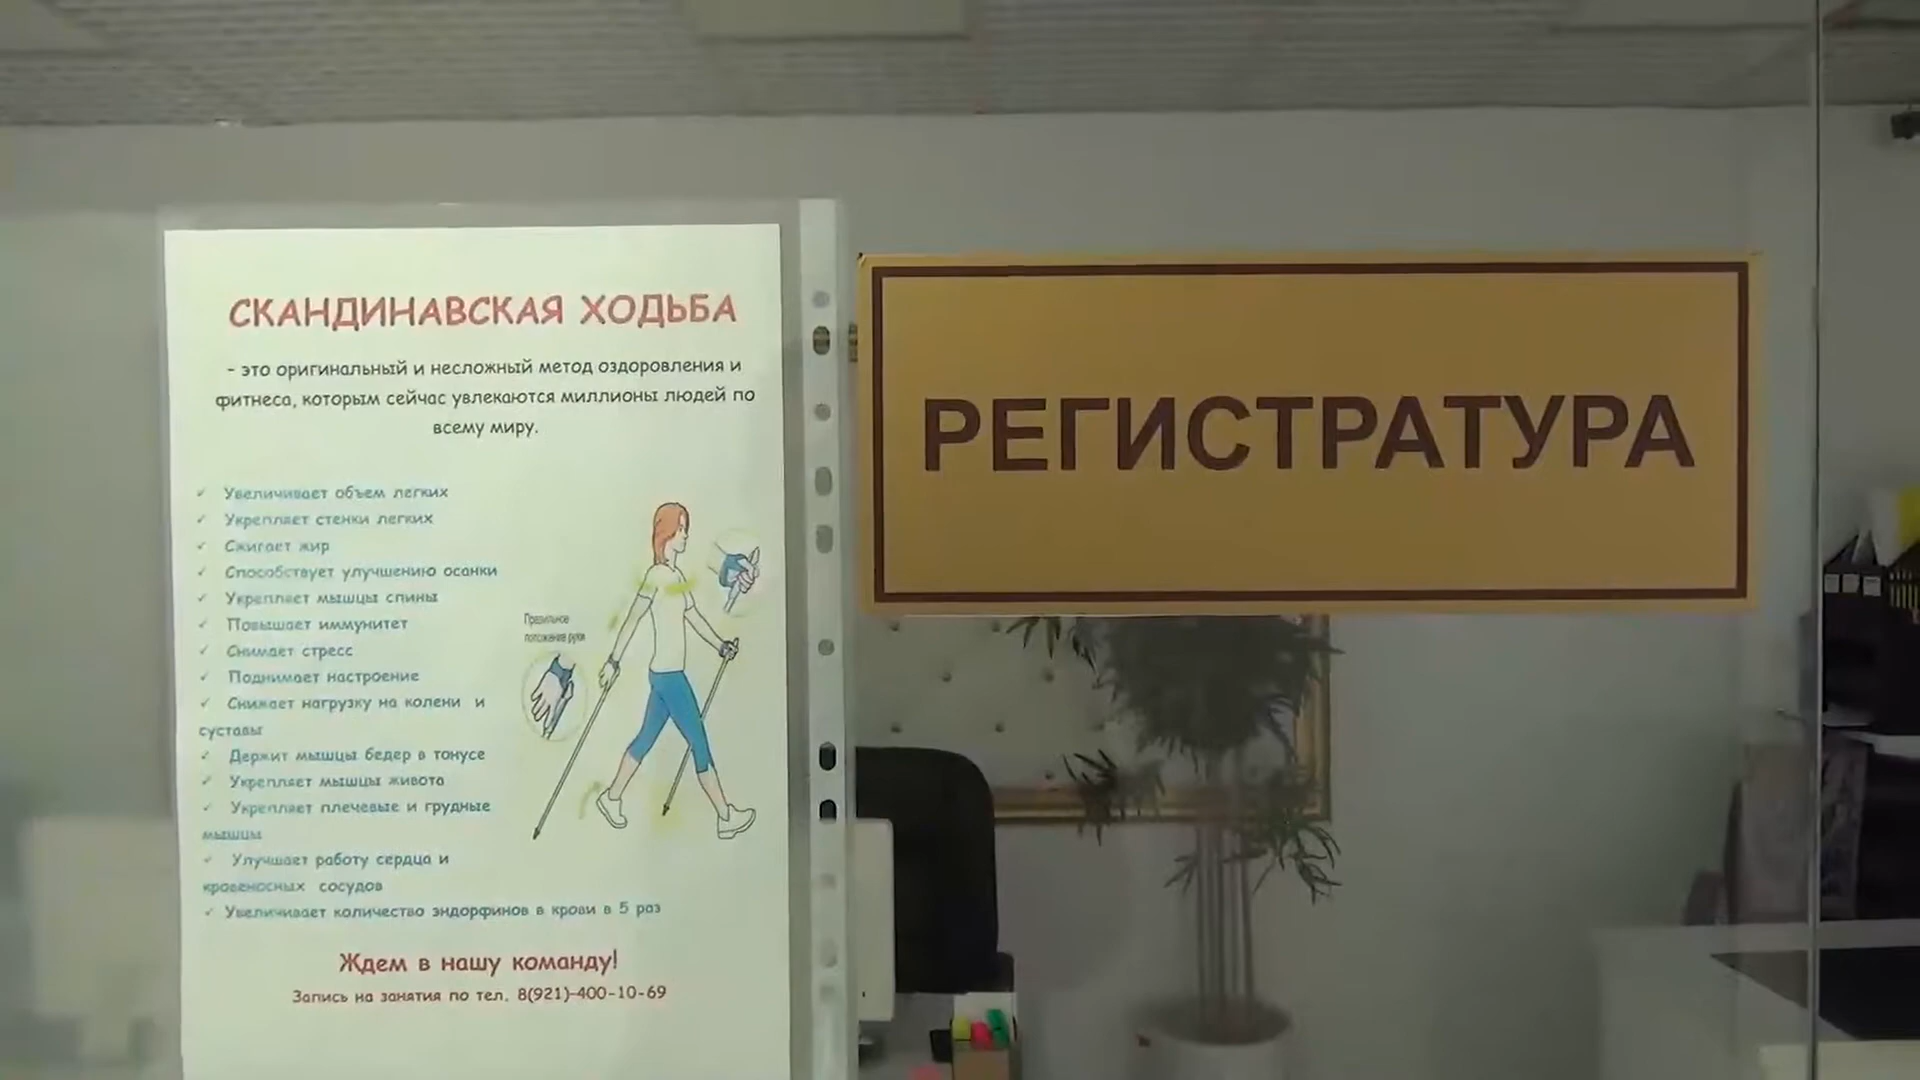 СКАНДИНАВСКАЯ ХОДЬБА
- это оригинальный и несложный метод оздоровления и
фитнеса, которым сейчас увлекаются миллионы людей по
всему миру.
✓ Увеличивает объем легких
✓ Укрепляет стенки легких
✓ Сжигает жир
✓ Способствует улучшению осанки
✓ Укрепляет мышцы спины
✓ Повышает иммунитет
✓ Снимает стресс
✓ Поднимает настроение
✓ Снижает нагрузку на колени и
суставы
✓ Держит мышцы бедер в тонусе
✓ Укрепляет мышцы живота
✓ Укрепляет плечевые и грудные
мышцы
✓ Улучшает работу сердца и
кровеносных сосудов
✓ Увеличивает количество эндорфинов в крови в 5 раз
Правильное
положение руки
Ждем в нашу команду!
Запись на занятия по тел. 8(921)-400-10-69
РЕГИСТРАТУРА